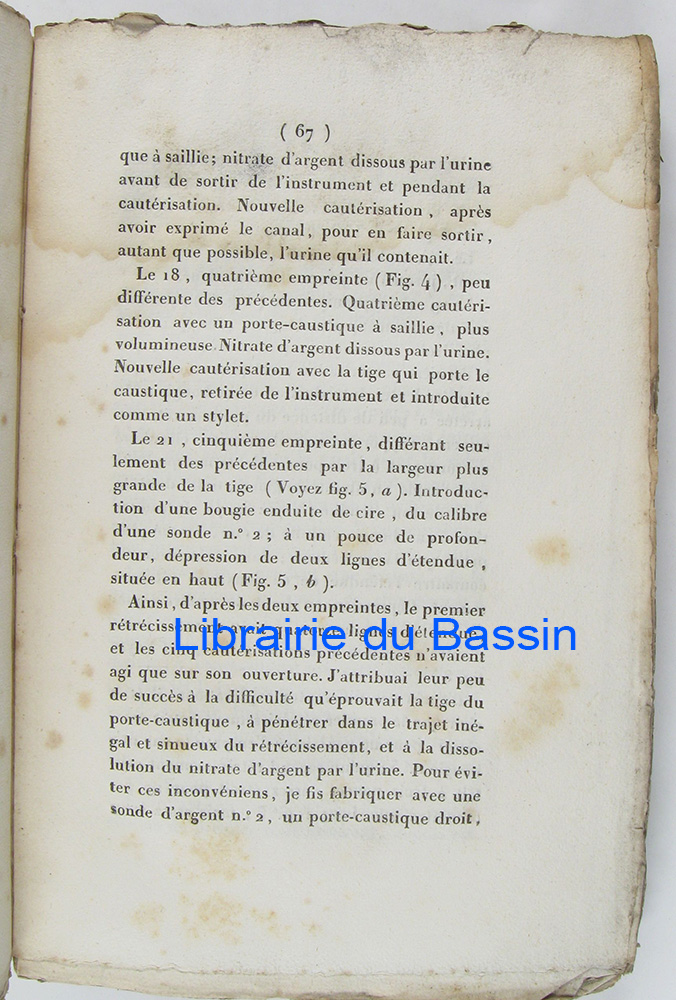 ( 67 )
que à saillie; nitrate d'argent dissous par l'urine
avant de sortir de l'instrument et pendant la
cautérisation. Nouvelle cautérisation, après
avoir exprimé le canal, pour en faire sortir,
autant que possible, l'urine qu'il contenait.
Le 18, quatrième empreinte (Fig. 4), peu
différente des précédentes. Quatrième cautéri-
sation avec un porte-caustique à saillie, plus
volumineuse. Nitrate d'argent dissous par l'urine.
Nouvelle cautérisation avec la tige qui porte le
caustique, retirée de l'instrument et introduite
comme un stylet.
Le 21, cinquième empreinte, différant seu-
lement des précédentes par la largeur plus
grande de la tige (Voyez fig. 5, a). Introduc-
tion d'une bougie enduite de cire, du calibre
d'une sonde n.° 2; à un pouce de profon-
deur, dépression de deux lignes d'étendue,
située en haut (Fig. 5, b).
Ainsi, d'après les deux empreintes, le premier
rétrécissement avait quatorze lignes d'étendue,
et les cinq cautérisations précédentes n'avaient
agi que sur son ouverture. J'attribuai leur peu
de succès à la difficulté qu'éprouvait la tige du
porte-caustique, à pénétrer dans le trajet iné-
gal et sinueux du rétrécissement, et à la disso-
lution du nitrate d'argent par l'urine. Pour évi-
ter ces inconvéniens, je fis fabriquer avec une
sonde d'argent n.° 2, un porte-caustique droit,
Librairie du Bassin